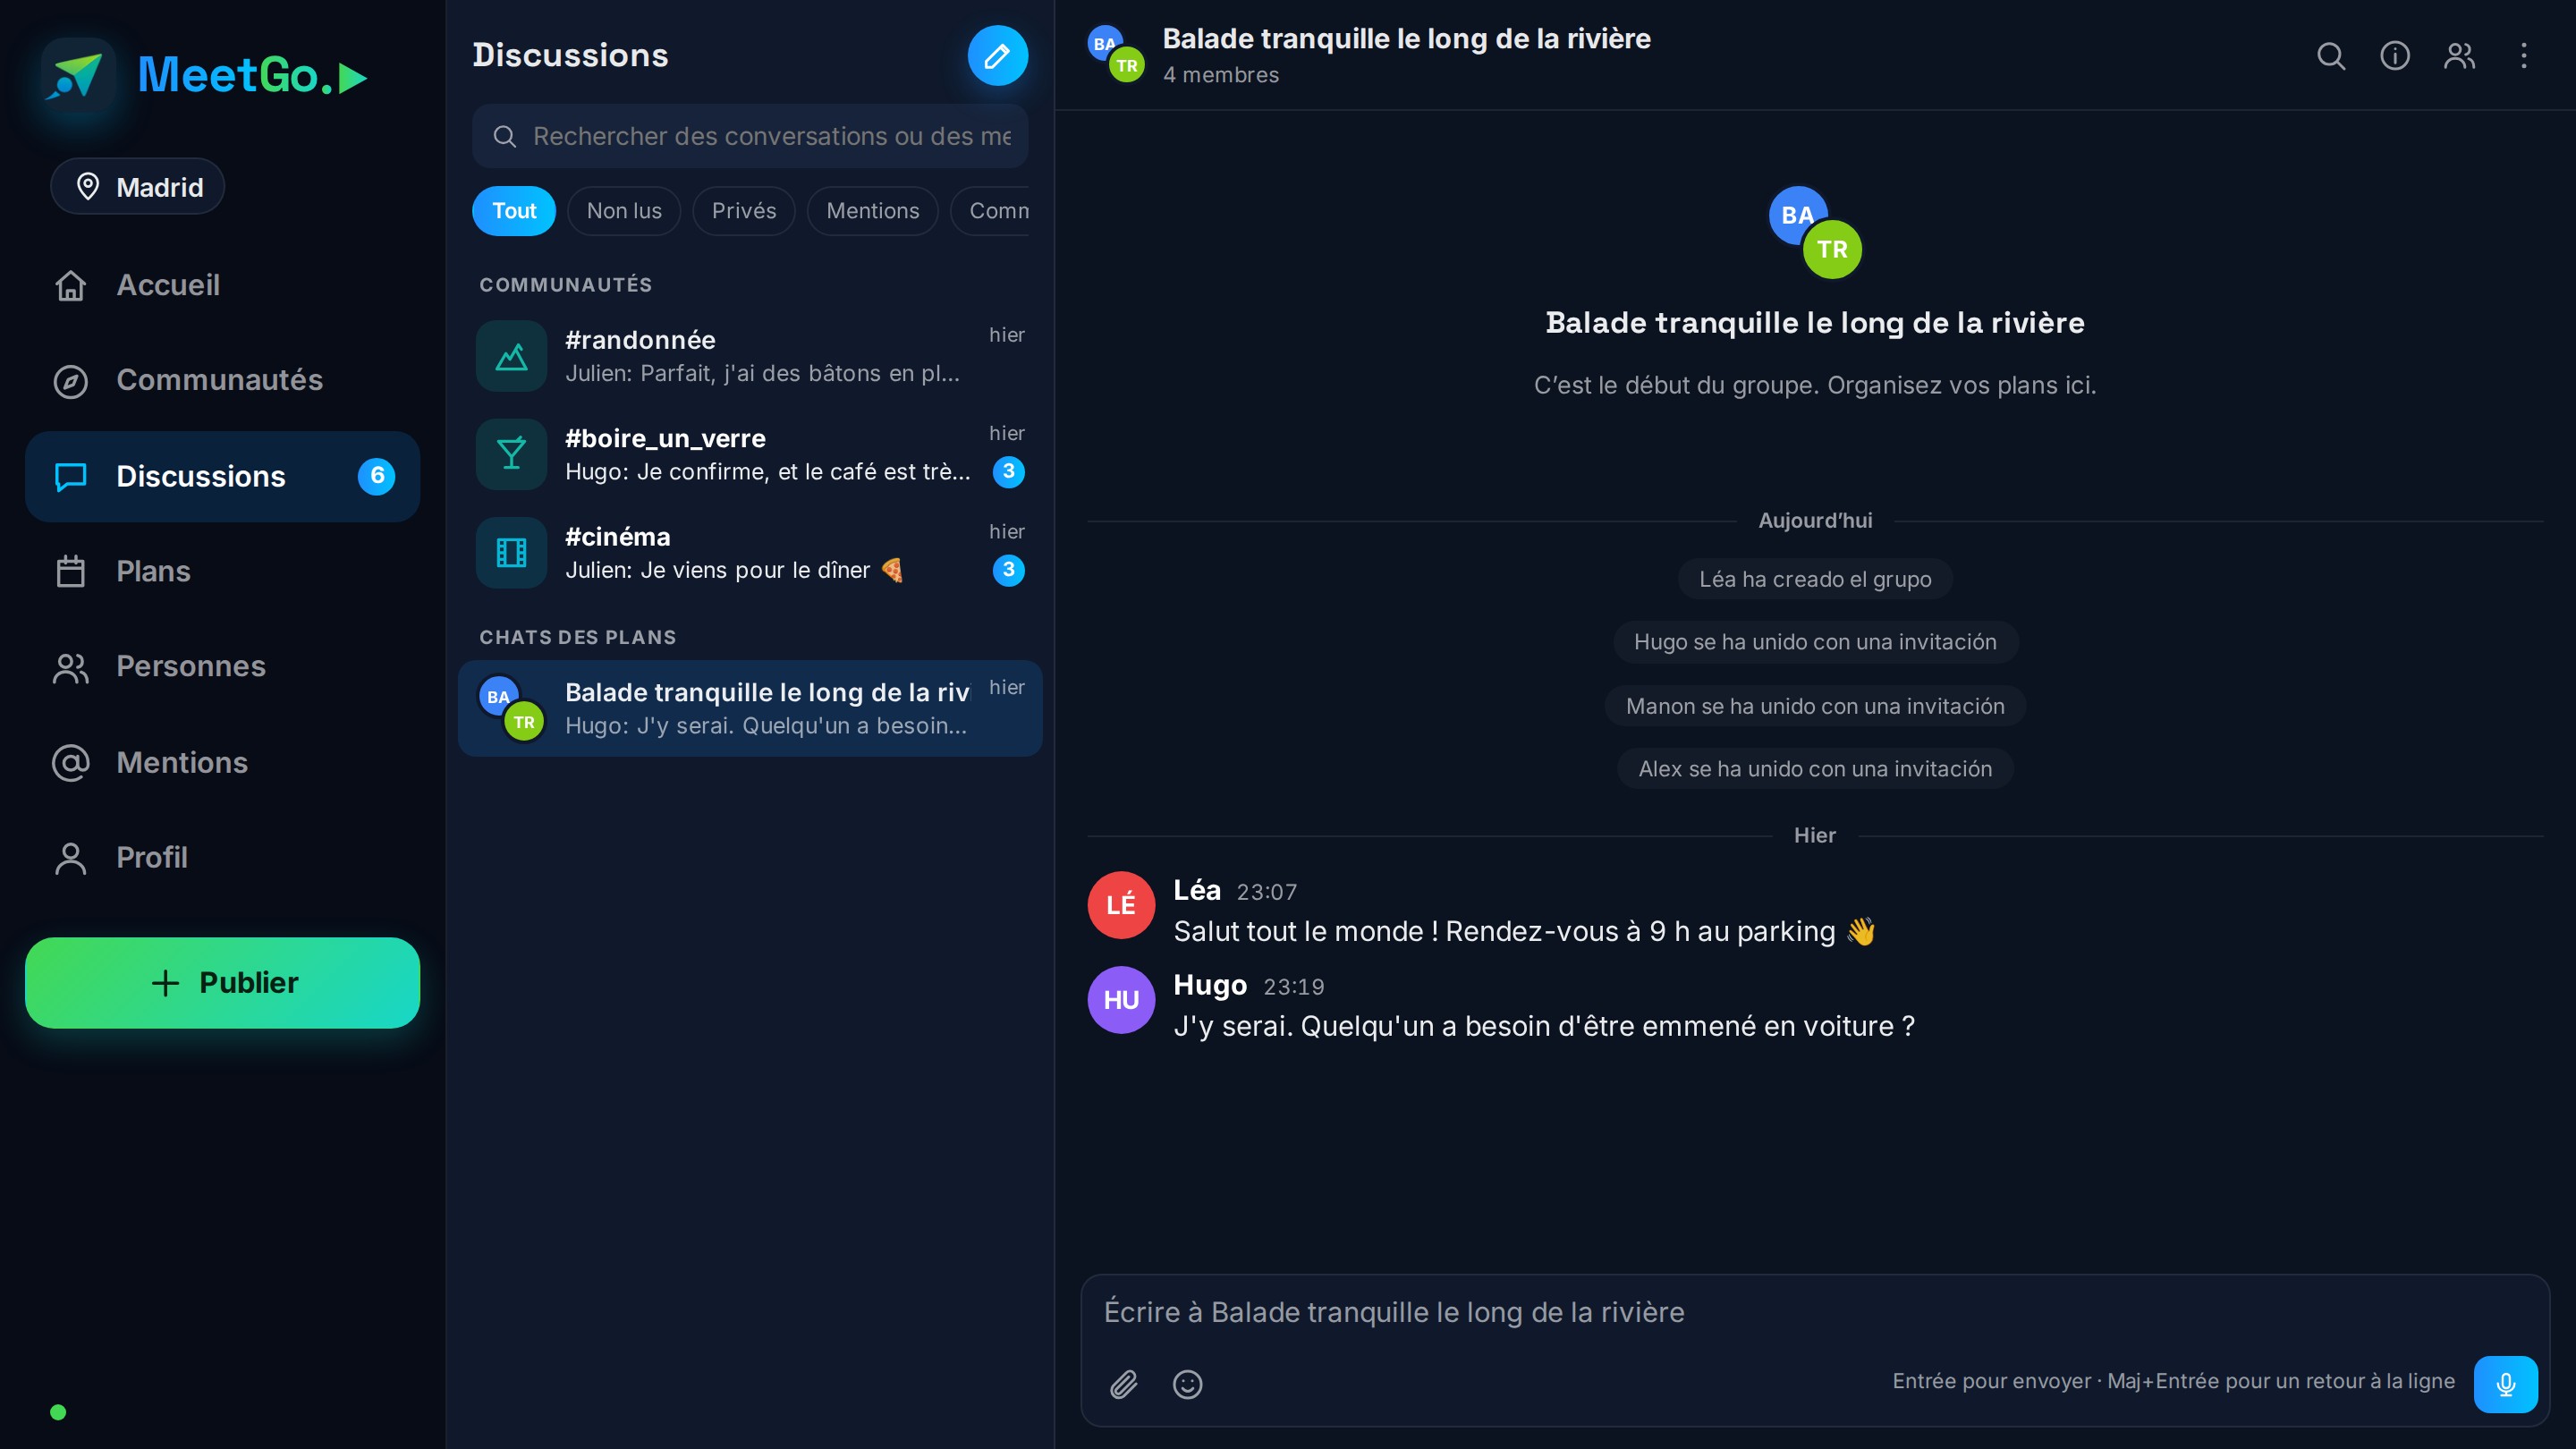 MeetGo.
Madrid
Accueil
Communautés
Discussions 6
Plans
Personnes
Mentions
Profil
Publier
Discussions
Rechercher des conversations ou des me
Tout Non lus Privés Mentions Comm
COMMUNAUTÉS
#randonnée hier
Julien: Parfait, j'ai des bâtons en pl...
#boire_un_verre hier
Hugo: Je confirme, et le café est trè... 3
#cinéma hier
Julien: Je viens pour le dîner 🍕 3
CHATS DES PLANS
BA TR
Balade tranquille le long de la riv hier
Hugo: J'y serai. Quelqu'un a besoin...
BA TR
Balade tranquille le long de la rivière
4 membres
BA
TR
Balade tranquille le long de la rivière
C’est le début du groupe. Organisez vos plans ici.
Aujourd’hui
Léa ha creado el grupo
Hugo se ha unido con una invitación
Manon se ha unido con una invitación
Alex se ha unido con una invitación
Hier
LÉ
Léa 23:07
Salut tout le monde ! Rendez-vous à 9 h au parking 👋
HU
Hugo 23:19
J'y serai. Quelqu'un a besoin d'être emmené en voiture ?
Écrire à Balade tranquille le long de la rivière
Entrée pour envoyer · Maj+Entrée pour un retour à la ligne